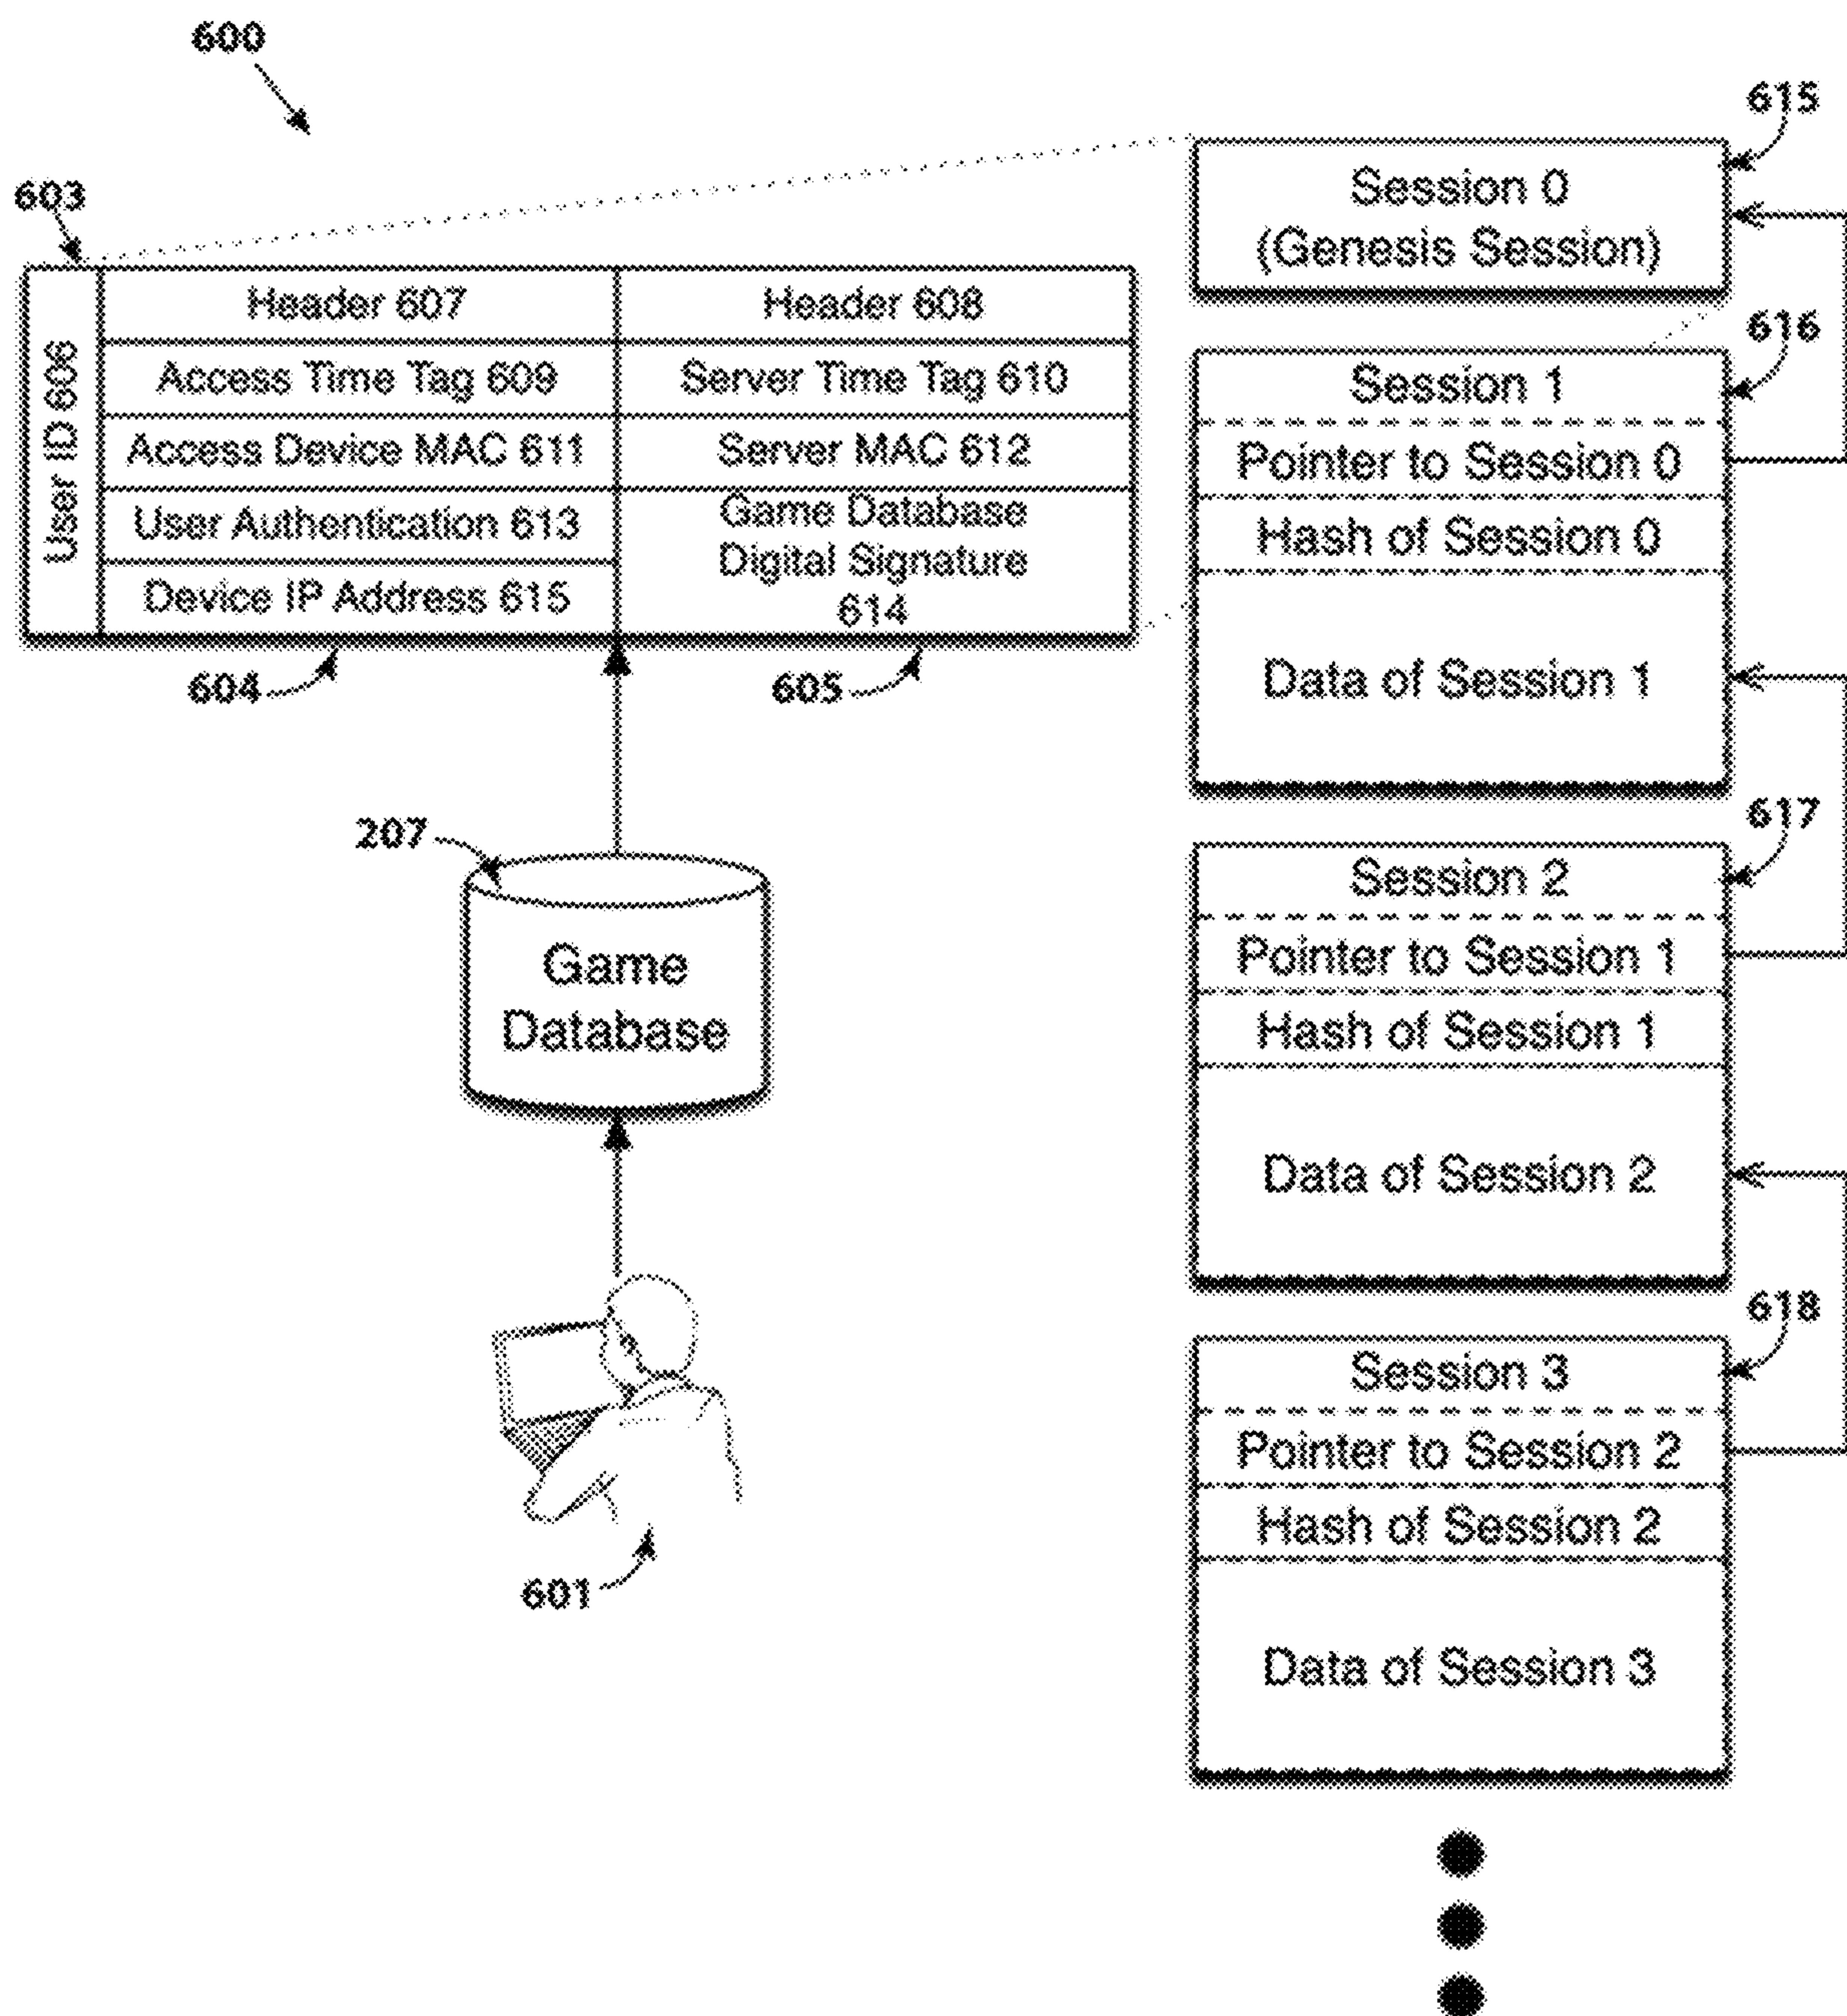 600
603
User ID 606
Header 607
Header 608
Access Time Tag 609
Server Time Tag 610
Access Device MAC 611
Server MAC 612
User Authentication 613
Game Database
Digital Signature
614
Device IP Address 615
604
605
207
Game
Database
601
615
Session 0
(Genesis Session)
616
Session 1
Pointer to Session 0
Hash of Session 0
Data of Session 1
617
Session 2
Pointer to Session 1
Hash of Session 1
Data of Session 2
618
Session 3
Pointer to Session 2
Hash of Session 2
Data of Session 3